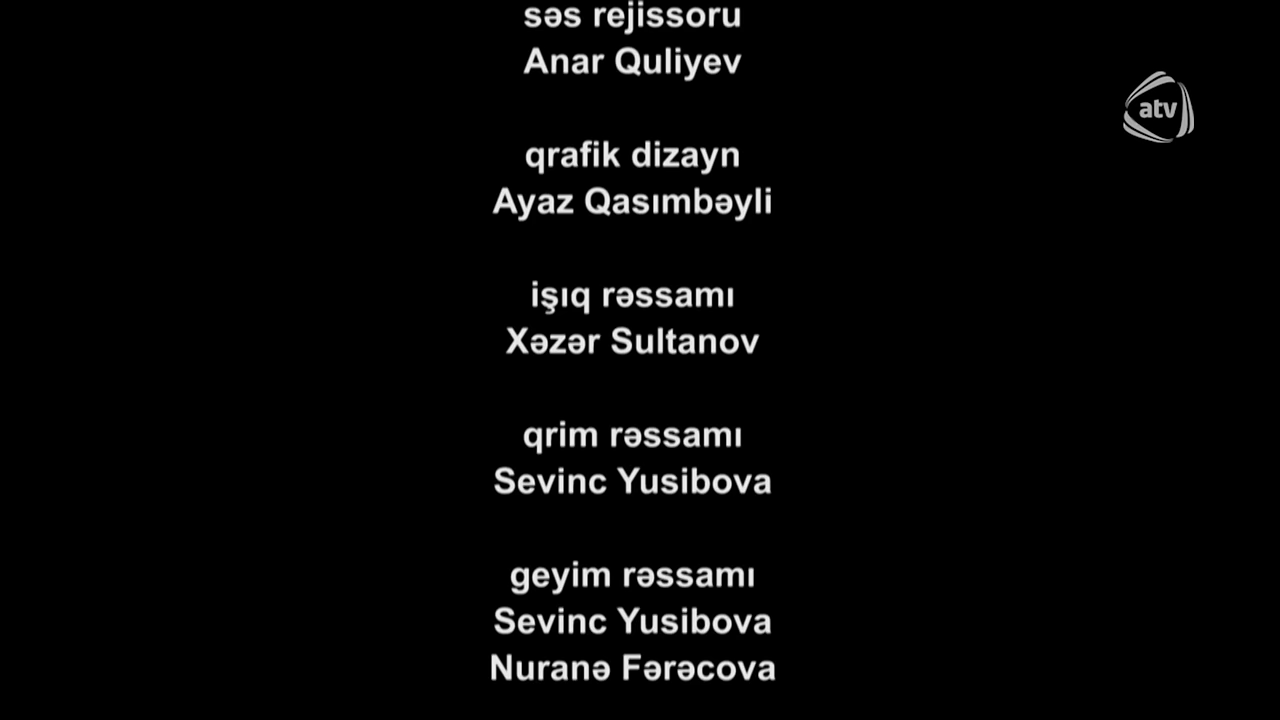 səs rejissoru
Anar Quliyev
atv
qrafik dizayn
Ayaz Qasımbəyli
işıq rəssamı
Xəzər Sultanov
qrim rəssamı
Sevinc Yusibova
geyim rəssamı
Sevinc Yusibova
Nuranə Fərəcova